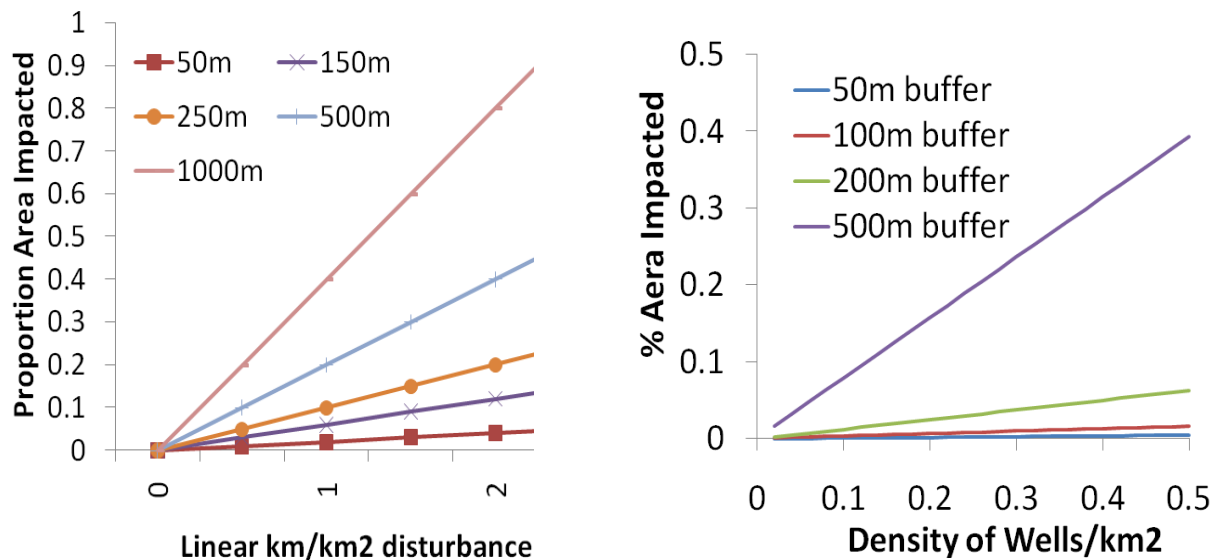 Proportion Area Impacted
1
0.9
0.8
0.7
0.6
0.5
0.4
0.3
0.2
0.1
0
50m
150m
250m
500m
1000m
0
1
2
Linear km/km2 disturbance
% Aera Impacted
0.5
0.4
0.3
0.2
0.1
0
50m buffer
100m buffer
200m buffer
500m buffer
0 0.1 0.2 0.3 0.4 0.5
Density of Wells/km2